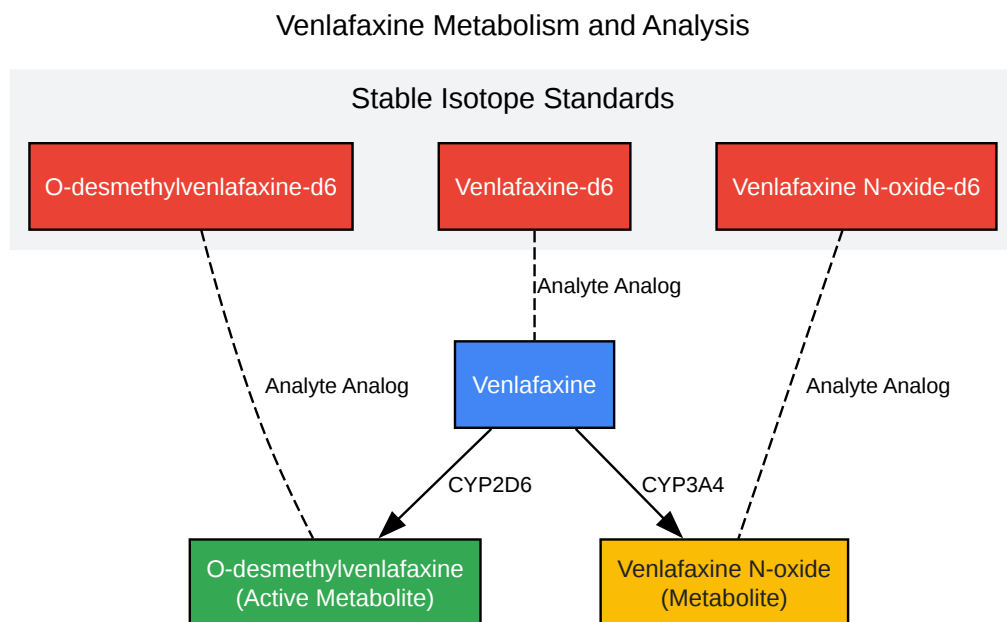 Venlafaxine Metabolism and Analysis
Stable Isotope Standards
O-desmethylvenlafaxine-d6
Venlafaxine-d6
Venlafaxine N-oxide-d6
Analyte Analog
Venlafaxine
Analyte Analog
Analyte Analog
CYP2D6
CYP3A4
O-desmethylvenlafaxine
(Active Metabolite)
Venlafaxine N-oxide
(Metabolite)